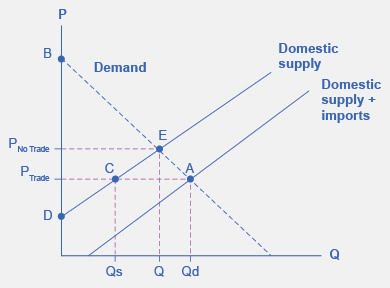 P
B
Demand
Domestic
supply
Domestic
supply +
imports
E
P No Trade
C
A
P Trade
D
Q
Qs
Q
Qd